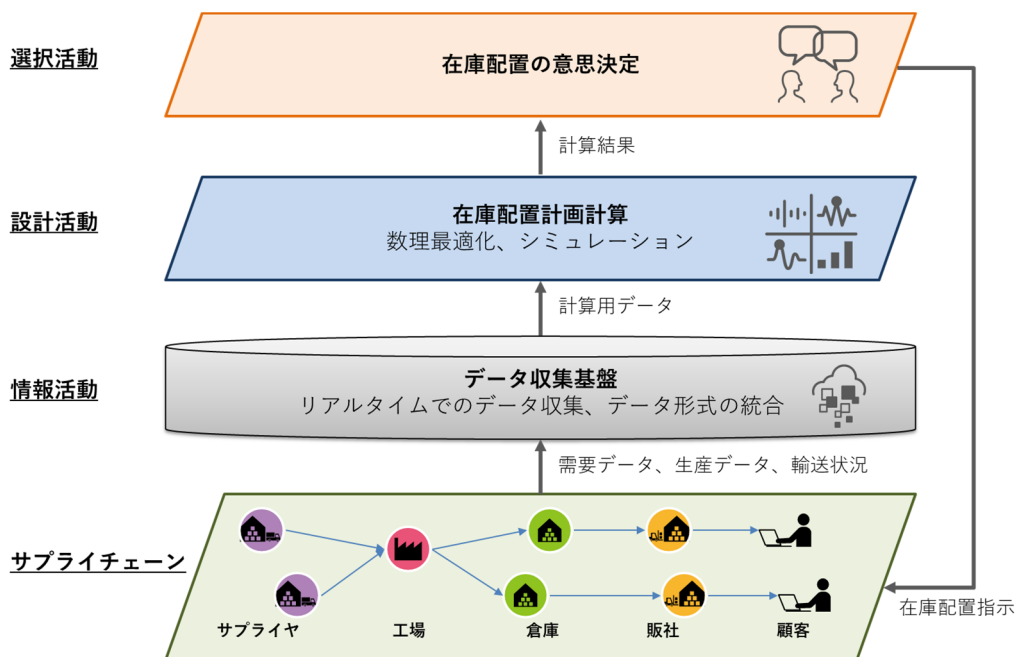 選択活動
在庫配置の意思決定
計算結果
設計活動
在庫配置計画計算
数理最適化、シミュレーション
計算用データ
情報活動
データ収集基盤
リアルタイムでのデータ収集、データ形式の統合
需要データ、生産データ、輸送状況
サプライチェーン
サプライヤ
工場
倉庫
販社
顧客
在庫配置指示